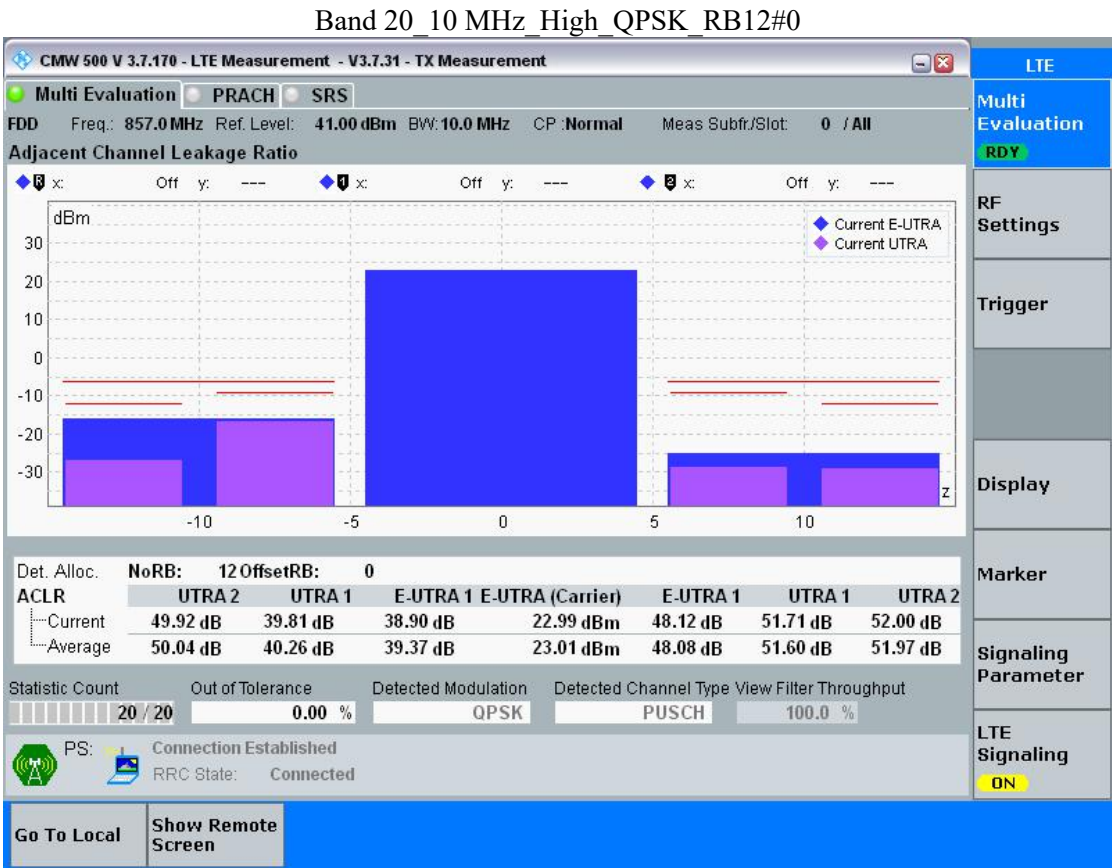 Band 20_10 MHz_High_QPSK_RB12#0
CMW 500 V 3.7.170 - LTE Measurement - V3.7.31 - TX Measurement
LTE
Multi Evaluation PRACH SRS
FDD Freq.: 857.0 MHz Ref. Level: 41.00 dBm BW: 10.0 MHz CP :Normal Meas Subfr./Slot: 0 / All
Adjacent Channel Leakage Ratio
R x: Off y: --- 1 x: Off y: --- 2 x: Off y: ---
dBm
Current E-UTRA
Current UTRA
30
20
10
0
-10
-20
-30
z
-10 -5 0 5 10
Det. Alloc. NoRB: 12 OffsetRB: 0
ACLR UTRA 2 UTRA 1 E-UTRA 1 E-UTRA (Carrier) E-UTRA 1 UTRA 1 UTRA 2
Current 49.92 dB 39.81 dB 38.90 dB 22.99 dBm 48.12 dB 51.71 dB 52.00 dB
Average 50.04 dB 40.26 dB 39.37 dB 23.01 dBm 48.08 dB 51.60 dB 51.97 dB
Statistic Count Out of Tolerance Detected Modulation Detected Channel Type View Filter Throughput
20 / 20 0.00 % QPSK PUSCH 100.0 %
PS: Connection Established
RRC State: Connected
Multi
Evaluation
RDY
RF
Settings
Trigger
Display
Marker
Signaling
Parameter
LTE
Signaling
ON
Go To Local
Show Remote
Screen